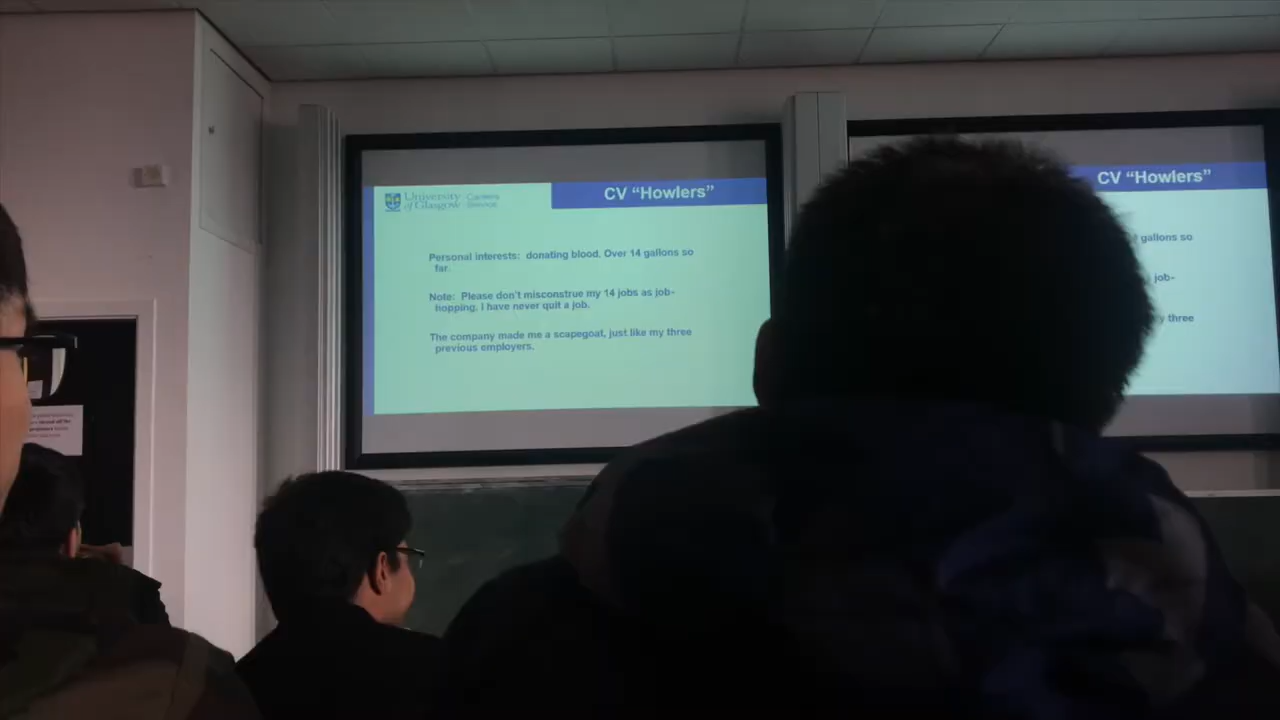 University
of Glasgow
Careers
Service
CV “Howlers”
Personal interests: donating blood. Over 14 gallons so
far.
Note: Please don’t misconstrue my 14 jobs as job-
hopping. I have never quit a job.
The company made me a scapegoat, just like my three
previous employers.
CV “Howlers”
gallons so
job-
three